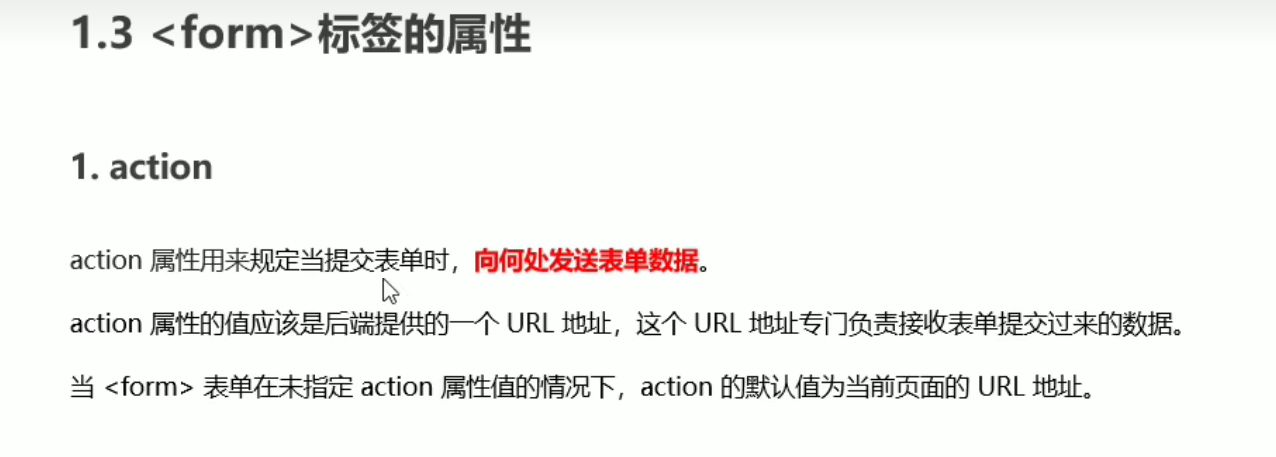 1.3 <form>标签的属性
1. action
action 属性用来规定当提交表单时，向何处发送表单数据。
action 属性的值应该是后端提供的一个 URL 地址，这个 URL 地址专门负责接收表单提交过来的数据。
当 <form> 表单在未指定 action 属性值的情况下，action 的默认值为当前页面的 URL 地址。